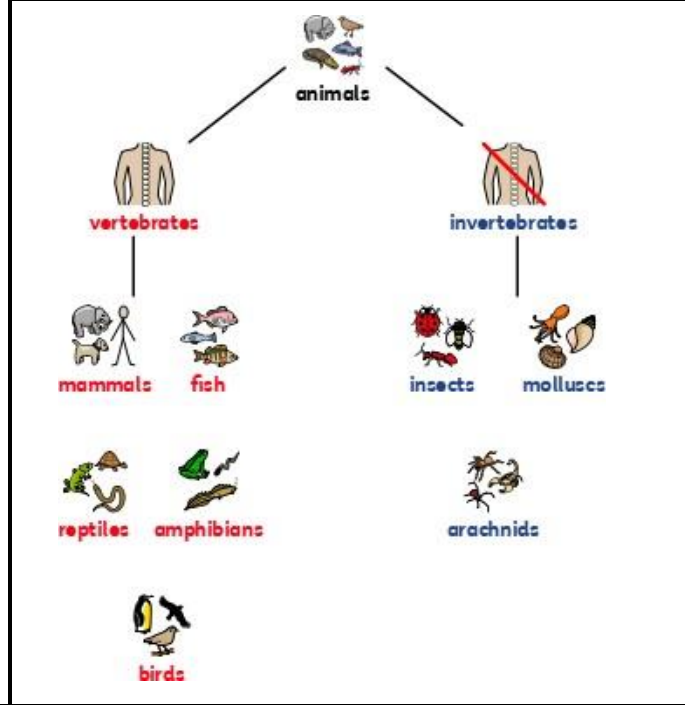 animals
vertebrates
invertebrates
mammals
fish
insects
molluscs
reptiles
amphibians
arachnids
birds